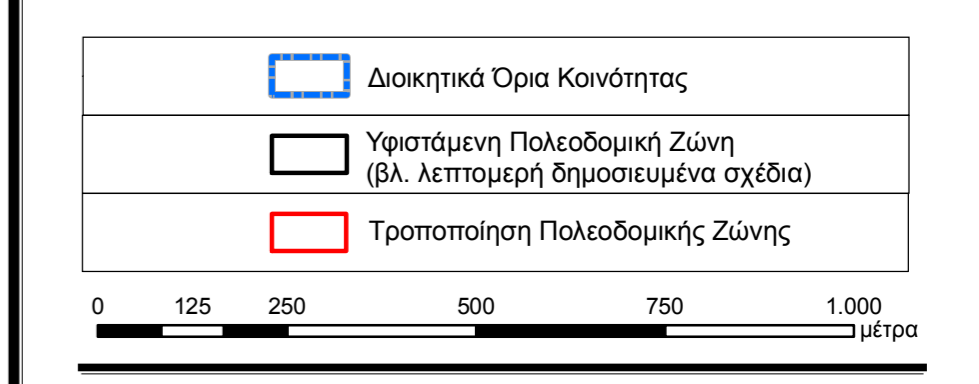 Διοικητικά Όρια Κοινότητας
Υφιστάμενη Πολεοδομική Ζώνη
(βλ. λεπτομερή δημοσιευμένα σχέδια)
Τροποποίηση Πολεοδομικής Ζώνης
0 125 250 500 750 1.000
μέτρα